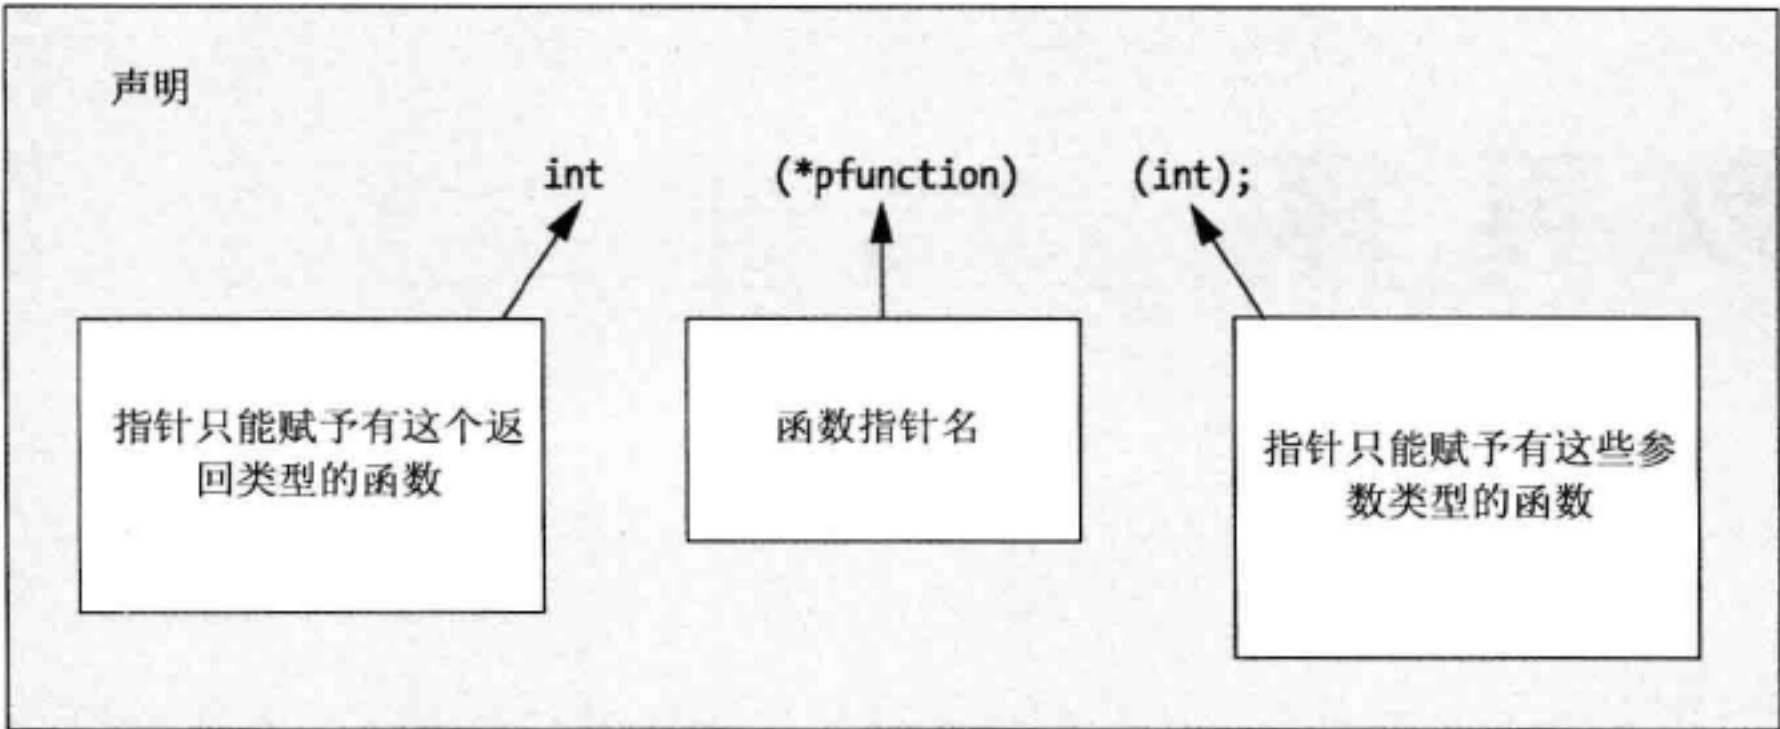 声明
int (*pfunction) (int);
指针只能赋予有这个返
回类型的函数
函数指针名
指针只能赋予有这些参
数类型的函数